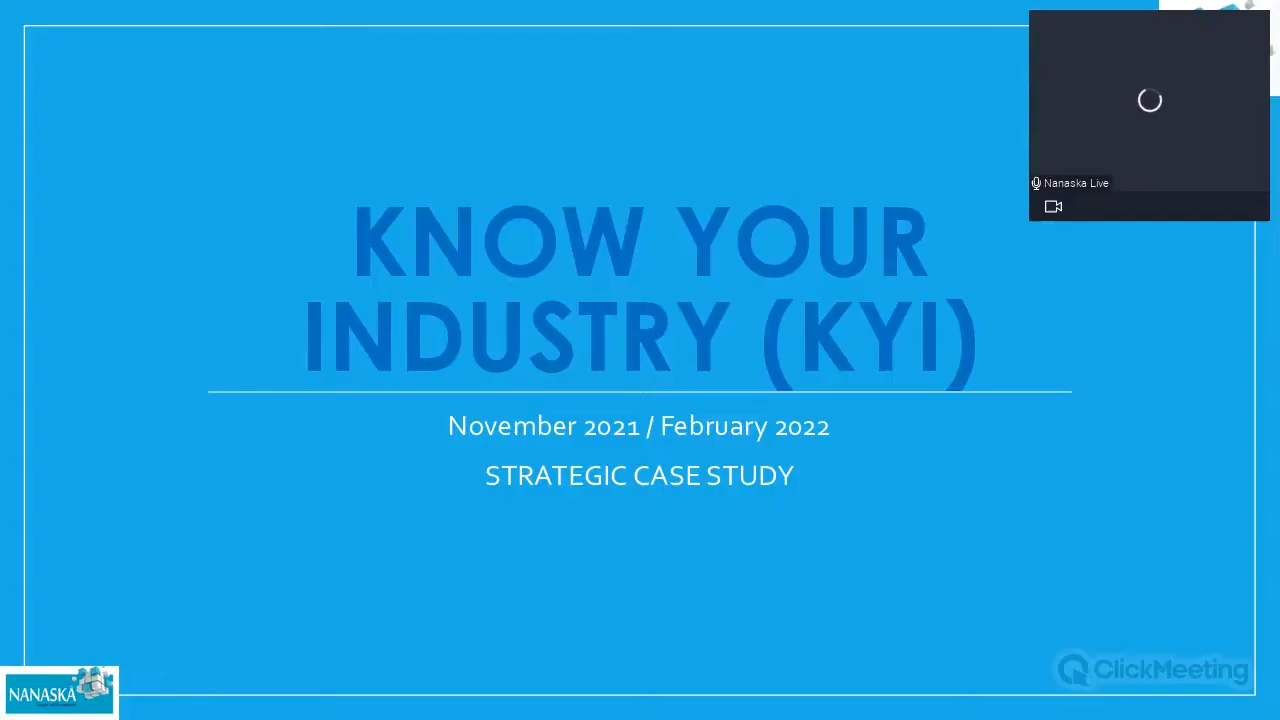 Nanaska Live
KNOW YOUR
INDUSTRY (KYI)
November 2021 / February 2022
STRATEGIC CASE STUDY
ClickMeeting
NANASKA